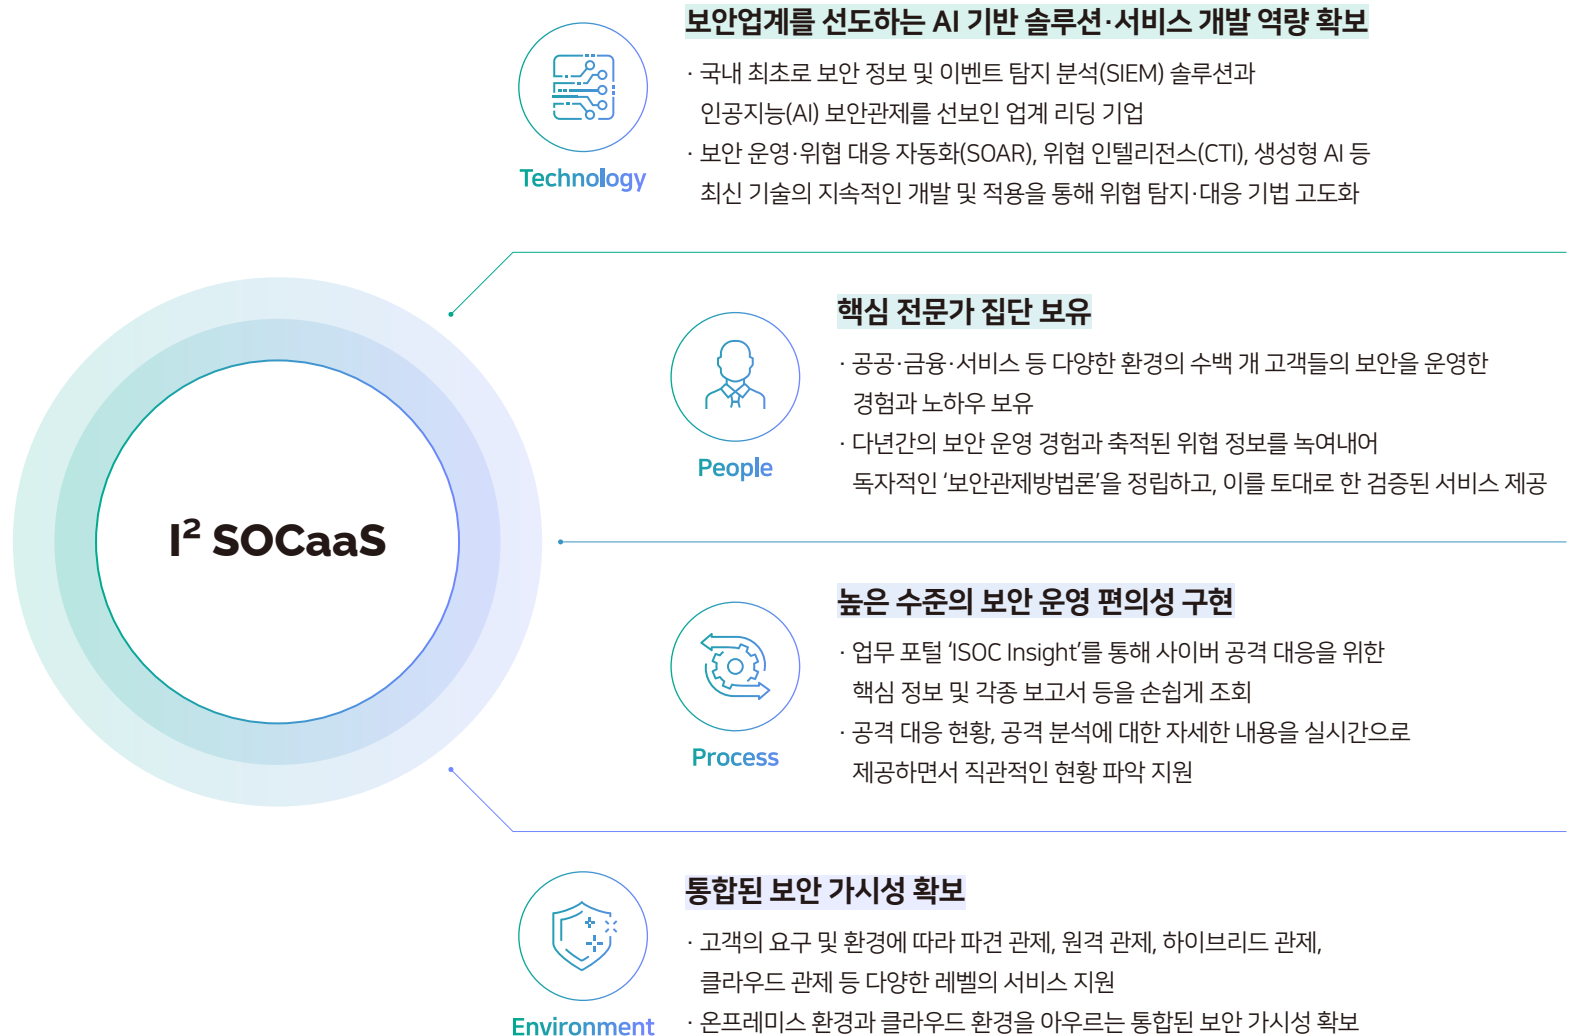 보안업계를 선도하는 AI 기반 솔루션·서비스 개발 역량 확보
· 국내 최초로 보안 정보 및 이벤트 탐지 분석(SIEM) 솔루션과
인공지능(AI) 보안관제를 선보인 업계 리딩 기업
· 보안 운영·위협 대응 자동화(SOAR), 위협 인텔리전스(CTI), 생성형 AI 등
최신 기술의 지속적인 개발 및 적용을 통해 위협 탐지·대응 기법 고도화
Technology
핵심 전문가 집단 보유
· 공공·금융·서비스 등 다양한 환경의 수백 개 고객들의 보안을 운영한
경험과 노하우 보유
· 다년간의 보안 운영 경험과 축적된 위협 정보를 녹여내어
독자적인 ‘보안관제방법론’을 정립하고, 이를 토대로 한 검증된 서비스 제공
People
I² SOCaaS
높은 수준의 보안 운영 편의성 구현
· 업무 포털 ‘ISOC Insight’를 통해 사이버 공격 대응을 위한
핵심 정보 및 각종 보고서 등을 손쉽게 조회
· 공격 대응 현황, 공격 분석에 대한 자세한 내용을 실시간으로
제공하면서 직관적인 현황 파악 지원
Process
통합된 보안 가시성 확보
· 고객의 요구 및 환경에 따라 파견 관제, 원격 관제, 하이브리드 관제,
클라우드 관제 등 다양한 레벨의 서비스 지원
· 온프레미스 환경과 클라우드 환경을 아우르는 통합된 보안 가시성 확보
Environment